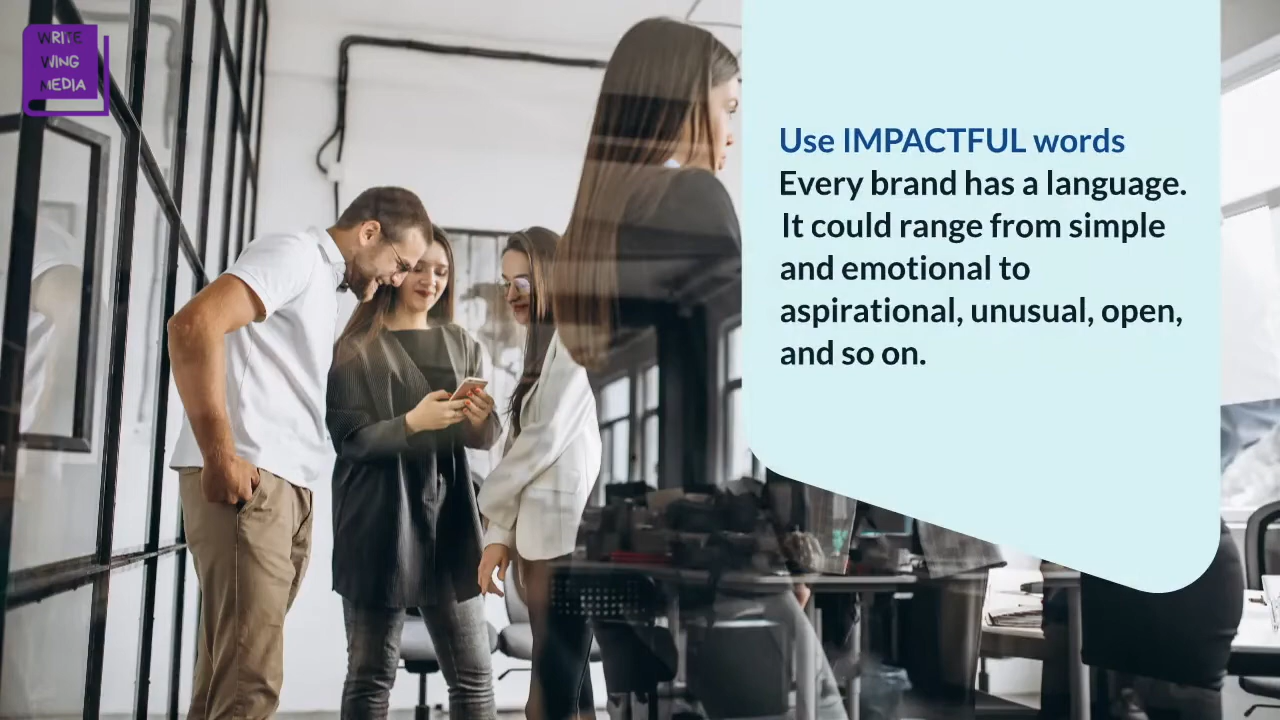 WRITE
WING
MEDIA
Use IMPACTFUL words
Every brand has a language.
It could range from simple
and emotional to
aspirational, unusual, open,
and so on.